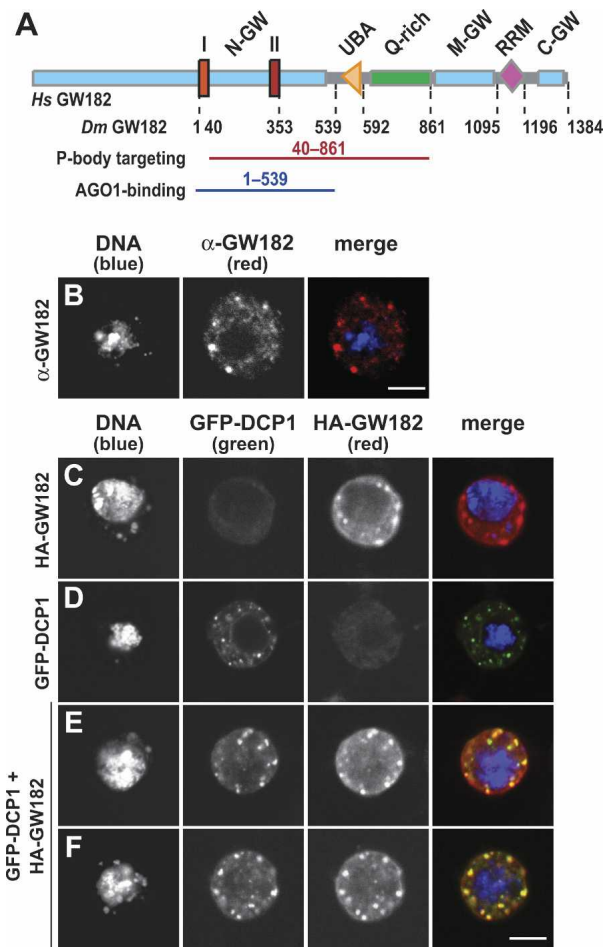 A
I N-GW II UBA Q-rich M-GW RRM C-GW
Hs GW182
Dm GW182 1 40 353 539 592 861 1095 1196 1384
P-body targeting 40–861
AGO1-binding 1–539
DNA α-GW182 merge
(blue) (red)
B
α-GW182
DNA GFP-DCP1 HA-GW182 merge
(blue) (green) (red)
C
HA-GW182
D
GFP-DCP1
E
F
GFP-DCP1 +
HA-GW182